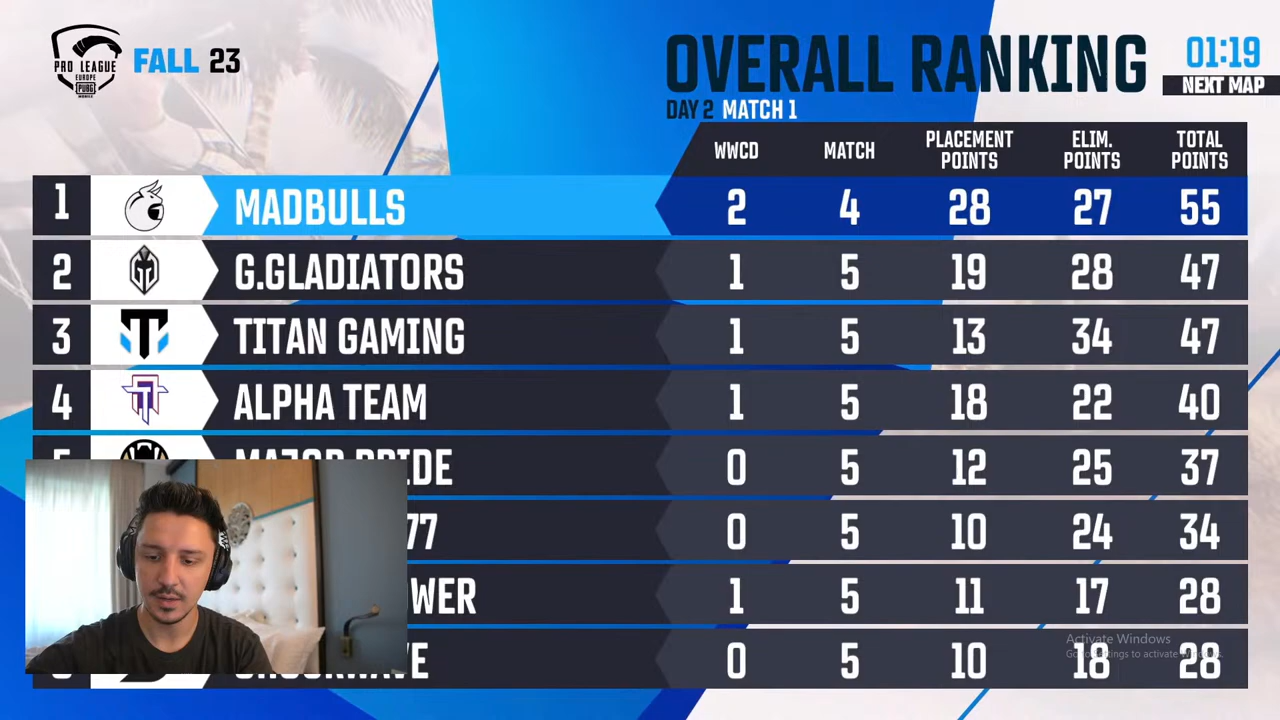 PRO LEAGUE
EUROPE
PUBG
MOBILE
FALL 23
OVERALL RANKING
01:19
NEXT MAP
DAY 2 MATCH 1
WWCD MATCH PLACEMENT POINTS ELIM. POINTS TOTAL POINTS
1 MADBULLS 2 4 28 27 55
2 G.GLADIATORS 1 5 19 28 47
3 TITAN GAMING 1 5 13 34 47
4 ALPHA TEAM 1 5 18 22 40
0 5 12 25 37
77 0 5 10 24 34
WER 1 5 11 17 28
0 5 10 18 28
Activate Windows